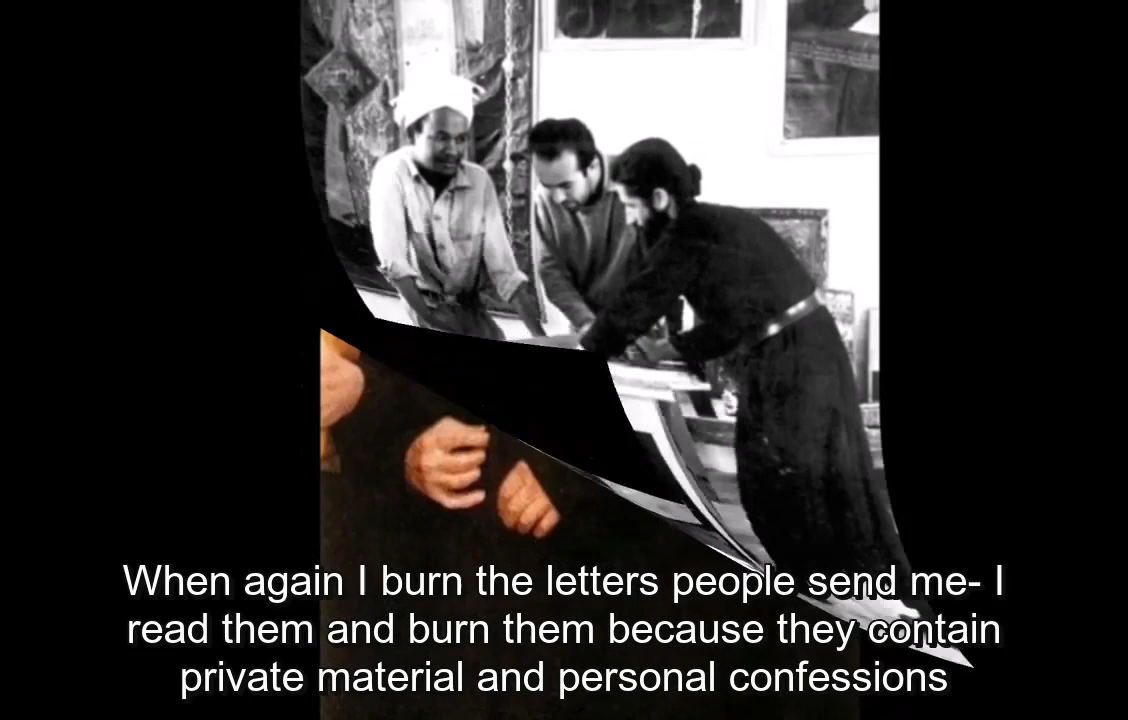 When again I burn the letters people send me- I
read them and burn them because they contain
private material and personal confessions